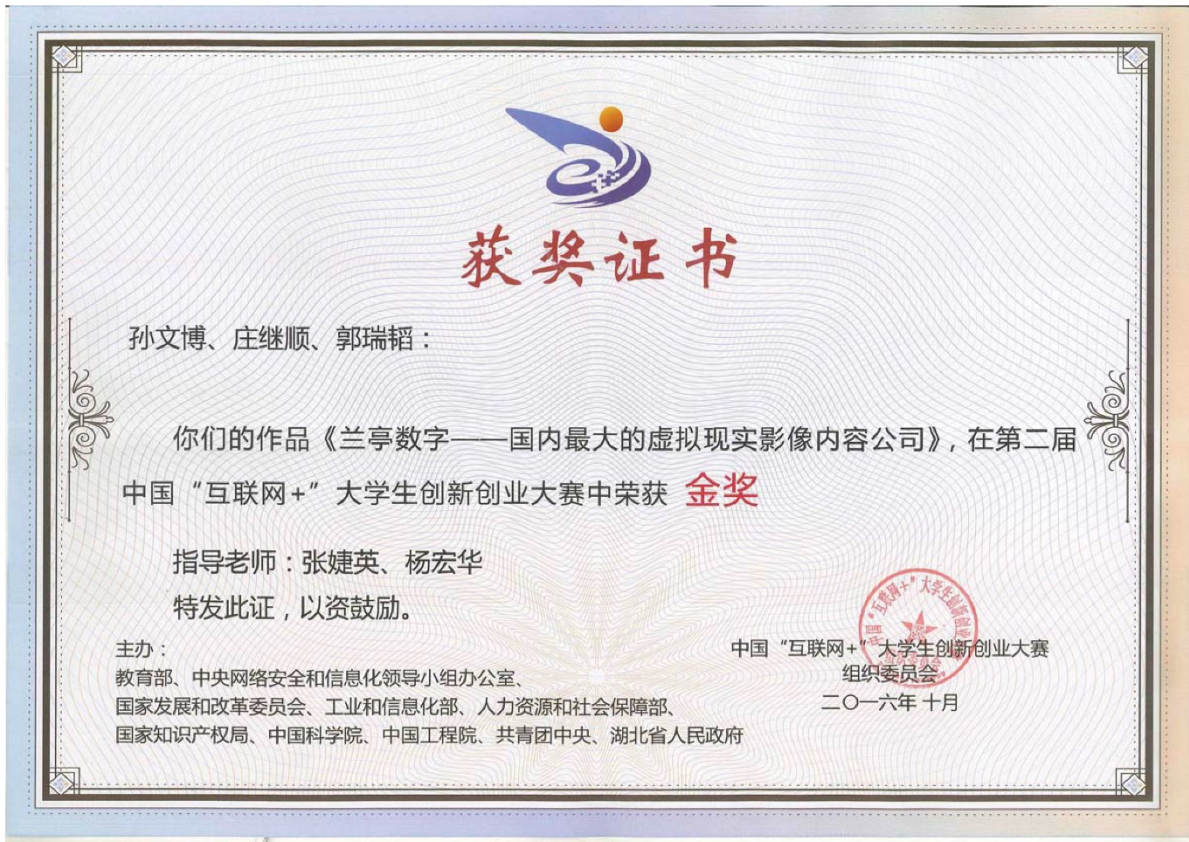 获奖证书
孙文博、庄继顺、郭瑞韬：
你们的作品《兰亭数字——国内最大的虚拟现实影像内容公司》，在第二届
中国“互联网+”大学生创新创业大赛中荣获 金奖
指导老师：张婕英、杨宏华
特发此证，以资鼓励。
主办：
教育部、中央网络安全和信息化领导小组办公室、
国家发展和改革委员会、工业和信息化部、人力资源和社会保障部、
国家知识产权局、中国科学院、中国工程院、共青团中央、湖北省人民政府
中国“互联网+”大学生创新创业大赛
组织委员会
二〇一六年 十月